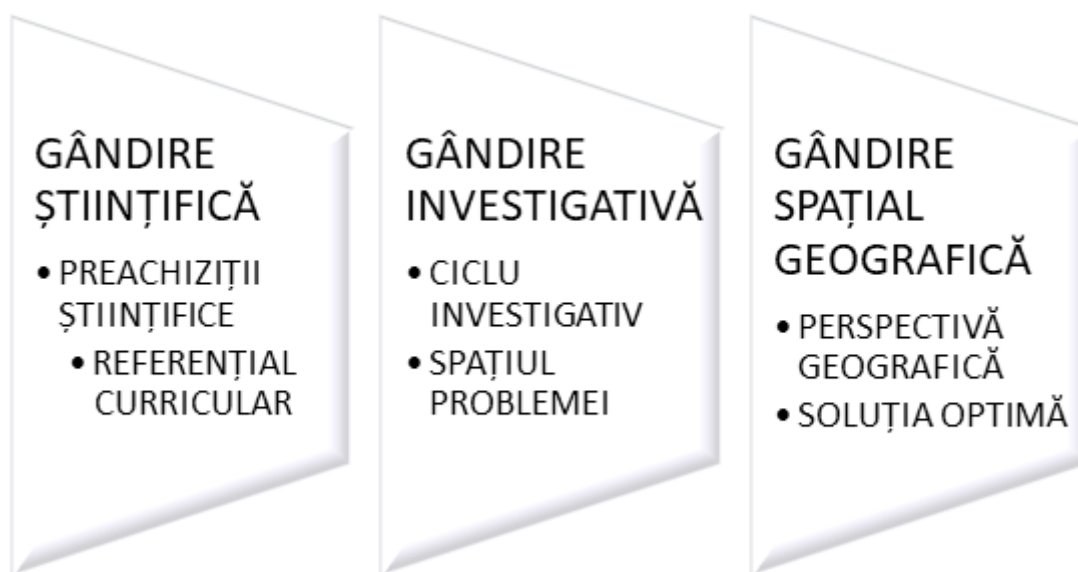 GÂNDIRE
ȘTIINȚIFICĂ
• PREACHIZIȚII
ȘTIINȚIFICE
• REFERENȚIAL
CURRICULAR
GÂNDIRE
INVESTIGATIVĂ
• CICLU
INVESTIGATIV
• SPAȚIUL
PROBLEMEI
GÂNDIRE
SPAȚIAL
GEOGRAFICĂ
• PERSPECTIVĂ
GEOGRAFICĂ
• SOLUȚIA OPTIMĂ